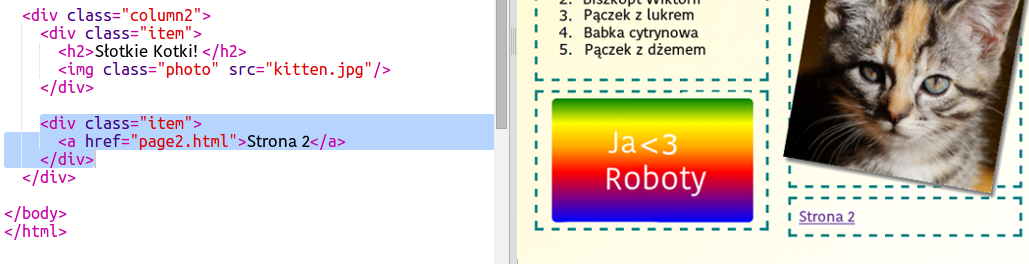 <div class="column2">
<div class="item">
<h2>Słotkie Kotki! </h2>
<img class="photo" src="kitten.jpg"/>
</div>
<div class="item">
<a href="page2.html">Strona 2</a>
</div>
</div>
</body>
</html>
2. Biszkopt Wiktorii
3. Pączek z lukrem
4. Babka cytrynowa
5. Pączek z dżemem
Ja<3
Roboty
Strona 2